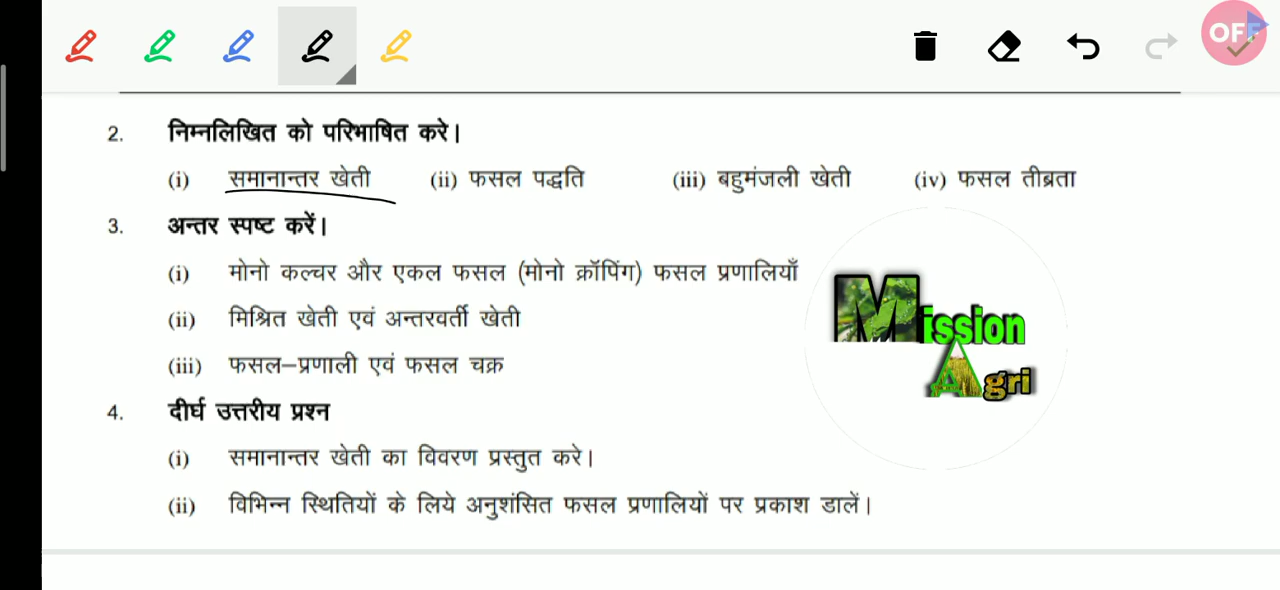 OFF
2. निम्नलिखित को परिभाषित करे।
(i) समानान्तर खेती (ii) फसल पद्धति (iii) बहुमंजली खेती (iv) फसल तीब्रता
3. अन्तर स्पष्ट करें।
(i) मोनो कल्चर और एकल फसल (मोनो क्रॉपिंग) फसल प्रणालियाँ
(ii) मिश्रित खेती एवं अन्तरवर्ती खेती
(iii) फसल–प्रणाली एवं फसल चक्र
Mission
Agri
4. दीर्घ उत्तरीय प्रश्न
(i) समानान्तर खेती का विवरण प्रस्तुत करे।
(ii) विभिन्न स्थितियों के लिये अनुशंसित फसल प्रणालियों पर प्रकाश डालें।